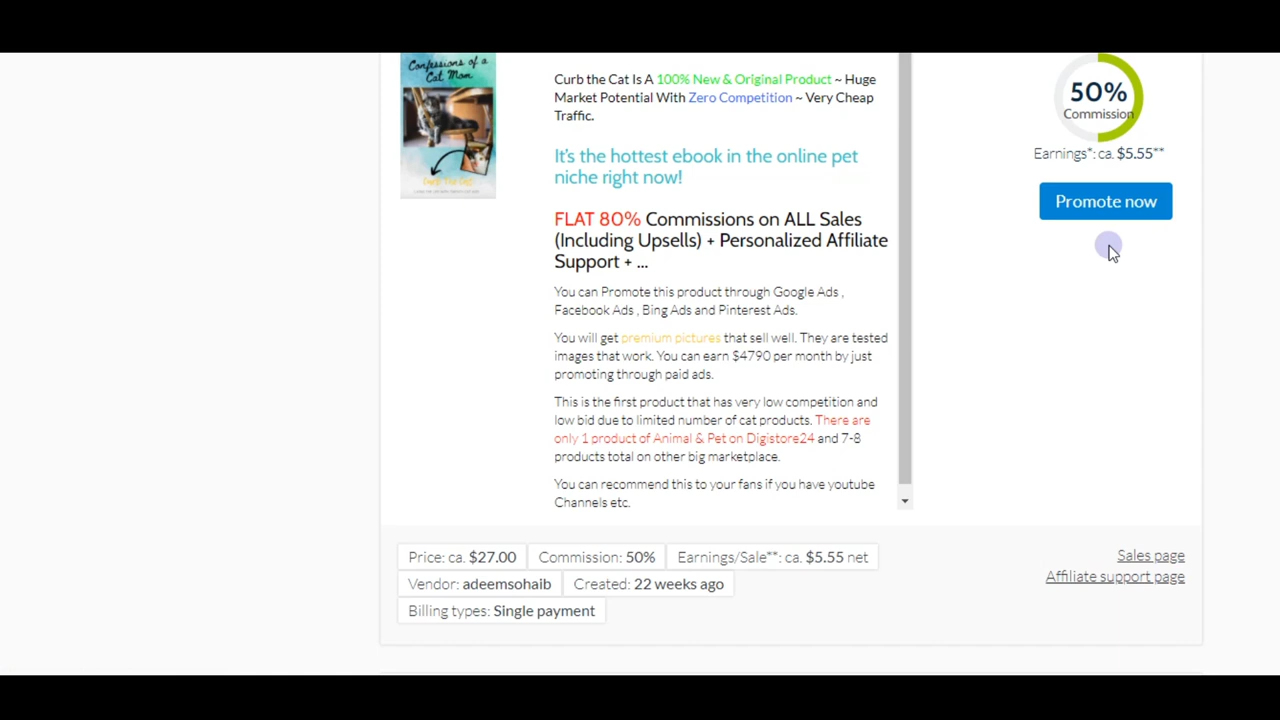 Confessions of a
Cat Mom
Curb the Cat Is A 100% New & Original Product ~ Huge
Market Potential With Zero Competition ~ Very Cheap
Traffic.
It's the hottest ebook in the online pet
niche right now!
FLAT 80% Commissions on ALL Sales
(Including Upsells) + Personalized Affiliate
Support + ...
You can Promote this product through Google Ads ,
Facebook Ads , Bing Ads and Pinterest Ads.
You will get premium pictures that sell well. They are tested
images that work. You can earn $4790 per month by just
promoting through paid ads.
This is the first product that has very low competition and
low bid due to limited number of cat products. There are
only 1 product of Animal & Pet on Digistore24 and 7-8
products total on other big marketplace.
You can recommend this to your fans if you have youtube
Channels etc.
50%
Commission
Earnings*: ca. $5.55**
Promote now
Price: ca. $27.00
Commission: 50%
Earnings/Sale**: ca. $5.55 net
Vendor: adeemsohaib
Created: 22 weeks ago
Billing types: Single payment
Sales page
Affiliate support page